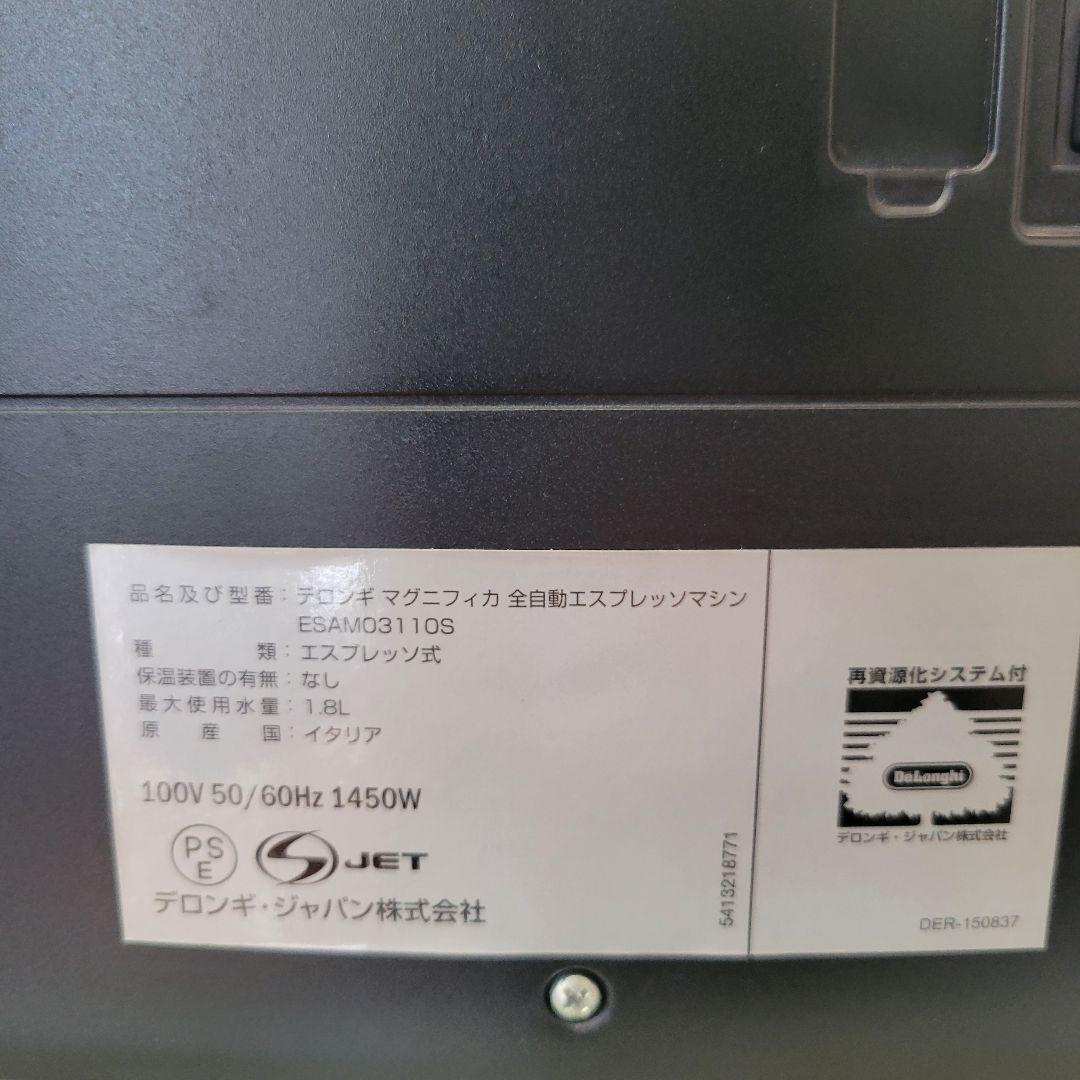 品名及び型番：デロンギ マグニフィカ 全自動エスプレッソマシン
ESAM03110S
種類：エスプレッソ式
保温装置の有無：なし
最大使用水量：1.8L
原産国：イタリア
100V 50/60Hz 1450W
PSE
S JET
デロンギ・ジャパン株式会社
5413218771
再資源化システム付
DeLonghi
デロンギ・ジャパン株式会社
DER-150837